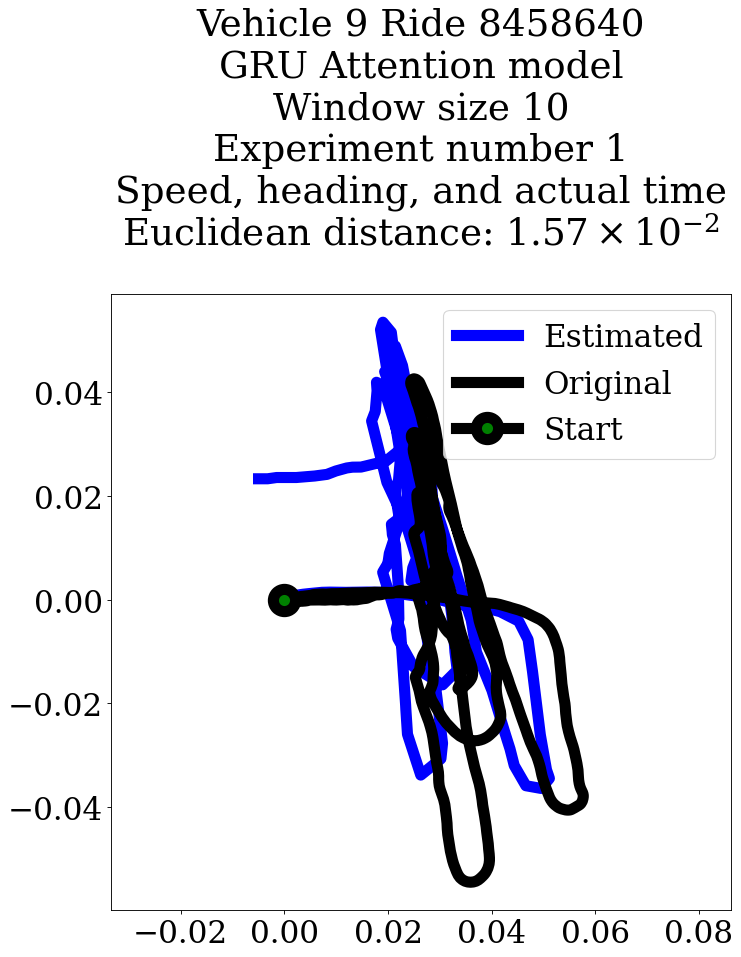 Vehicle 9 Ride 8458640
GRU Attention model
Window size 10
Experiment number 1
Speed, heading, and actual time
Euclidean distance: 1.57 × 10⁻²
Estimated
Original
Start
0.04
0.02
0.00
−0.02
−0.04
−0.02 0.00 0.02 0.04 0.06 0.08